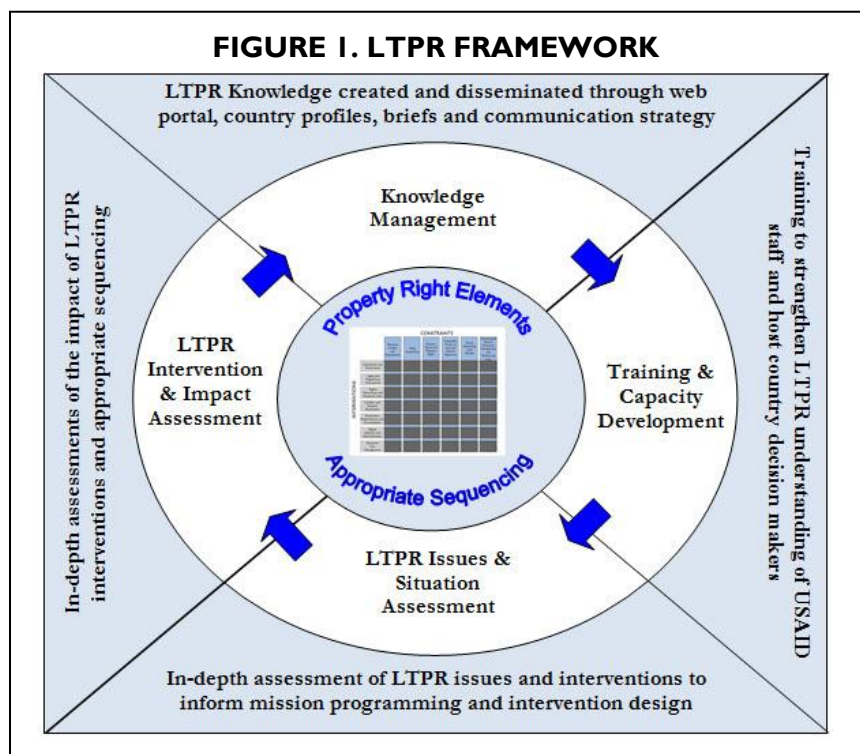 FIGURE 1. LTPR FRAMEWORK
LTPR Knowledge created and disseminated through web
portal, country profiles, briefs and communication strategy
Knowledge
Management
Property Right Elements
CONSTRAINTS
INTERVENTIONS
Appropriate Sequencing
LTPR
Intervention
& Impact
Assessment
Training &
Capacity
Development
LTPR Issues &
Situation
Assessment
In-depth assessments of the impact of LTPR
interventions and appropriate sequencing
Training to strengthen LTPR understanding of USAID
staff and host country decision makers
In-depth assessment of LTPR issues and interventions to
inform mission programming and intervention design